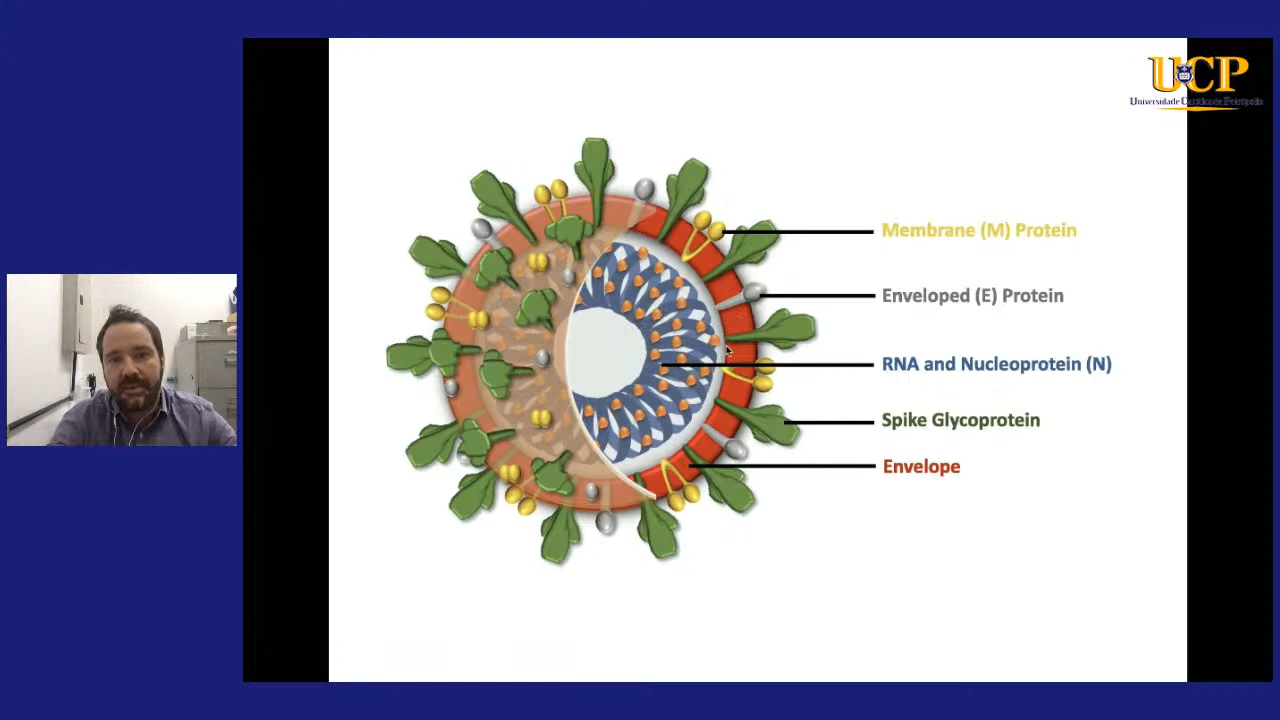 UCP
Universidade Católica de Petrópolis
Membrane (M) Protein
Enveloped (E) Protein
RNA and Nucleoprotein (N)
Spike Glycoprotein
Envelope